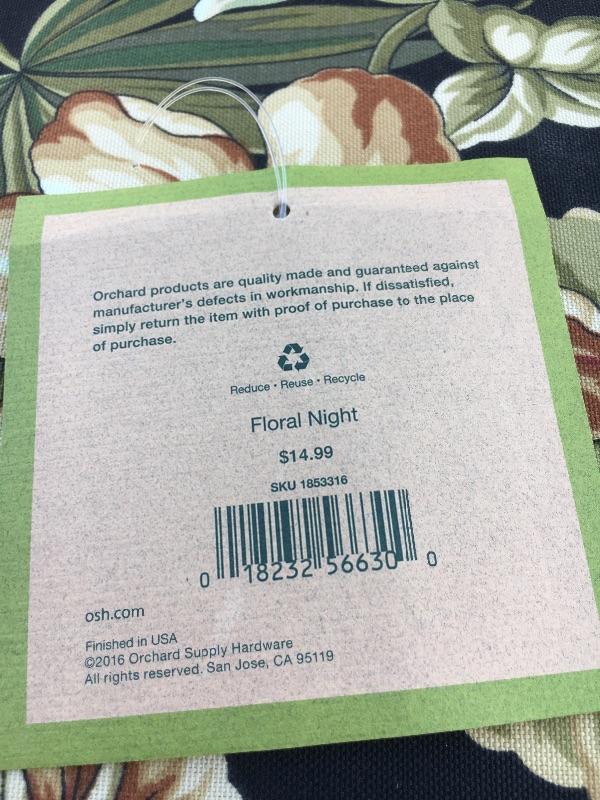 Orchard products are quality made and guaranteed against
manufacturer's defects in workmanship. If dissatisfied,
simply return the item with proof of purchase to the place
of purchase.
Reduce • Reuse • Recycle
Floral Night
$14.99
SKU 1853316
0 18232 56630 0
osh.com
Finished in USA
©2016 Orchard Supply Hardware
All rights reserved. San Jose, CA 95119